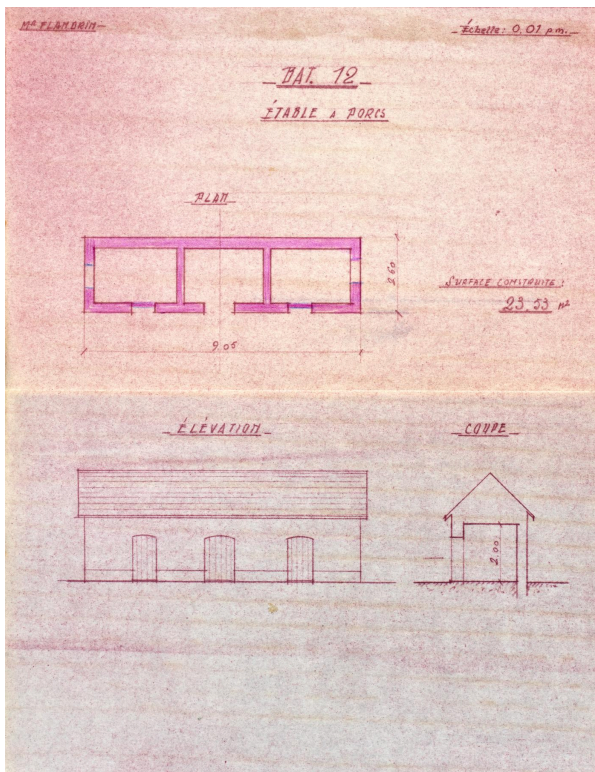 Mr FLAMBRIN
Échelle: 0.01 p.m.
BAT. 12
ÉTABLE A PORCS
PLAN
2.60
SURFACE CONSTRUITE:
23,53 m²
9.05
ÉLÉVATION
COUPE
2.00